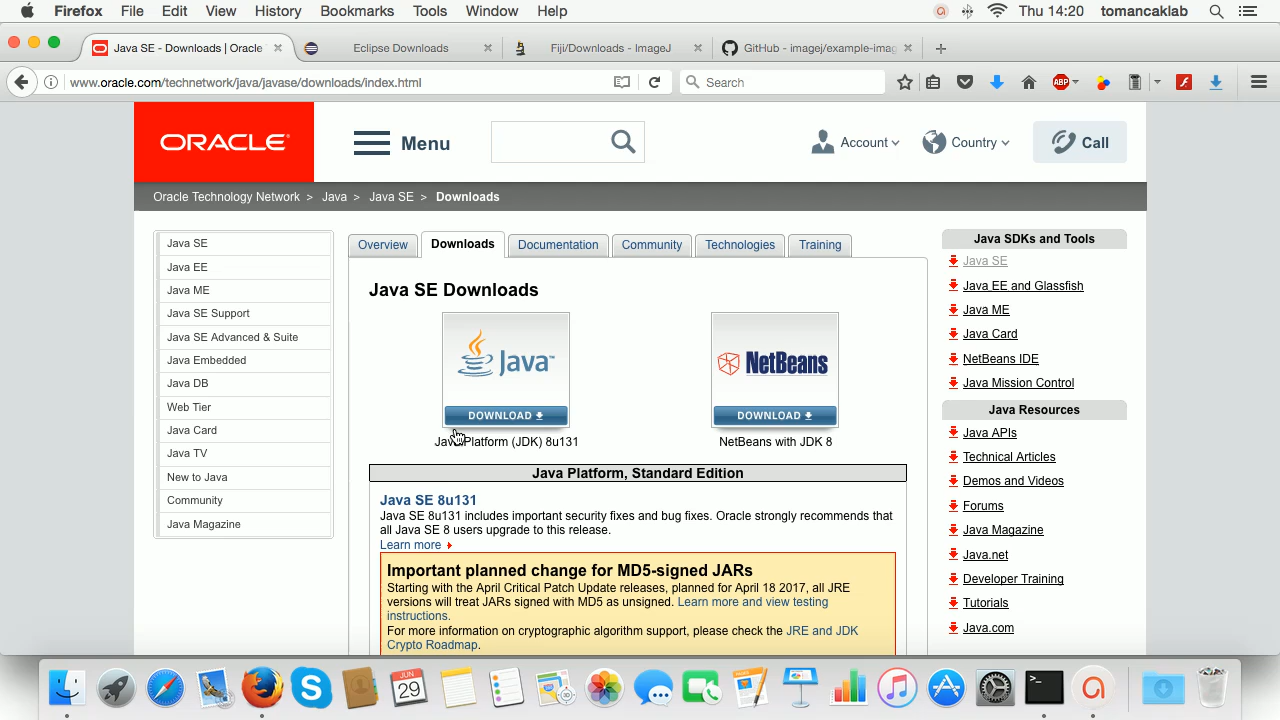 Firefox File Edit View History Bookmarks Tools Window Help Thu 14:20 tomancaklab
Java SE - Downloads | Oracle Eclipse Downloads Fiji/Downloads - ImageJ GitHub - imagej/example-imag
www.oracle.com/technetwork/java/javase/downloads/index.html Search ABP
ORACLE Menu Account Country Call
Oracle Technology Network > Java > Java SE > Downloads
Java SE
Java EE
Java ME
Java SE Support
Java SE Advanced & Suite
Java Embedded
Java DB
Web Tier
Java Card
Java TV
New to Java
Community
Java Magazine
Overview Downloads Documentation Community Technologies Training
Java SE Downloads
Java™ NetBeans
DOWNLOAD DOWNLOAD
Java Platform (JDK) 8u131 NetBeans with JDK 8
Java Platform, Standard Edition
Java SE 8u131
Java SE 8u131 includes important security fixes and bug fixes. Oracle strongly recommends that
all Java SE 8 users upgrade to this release.
Learn more
Important planned change for MD5-signed JARs
Starting with the April Critical Patch Update releases, planned for April 18 2017, all JRE
versions will treat JARs signed with MD5 as unsigned. Learn more and view testing
instructions.
For more information on cryptographic algorithm support, please check the JRE and JDK
Crypto Roadmap.
Java SDKs and Tools
Java SE
Java EE and Glassfish
Java ME
Java Card
NetBeans IDE
Java Mission Control
Java Resources
Java APIs
Technical Articles
Demos and Videos
Forums
Java Magazine
Java.net
Developer Training
Tutorials
Java.com
JUN
29